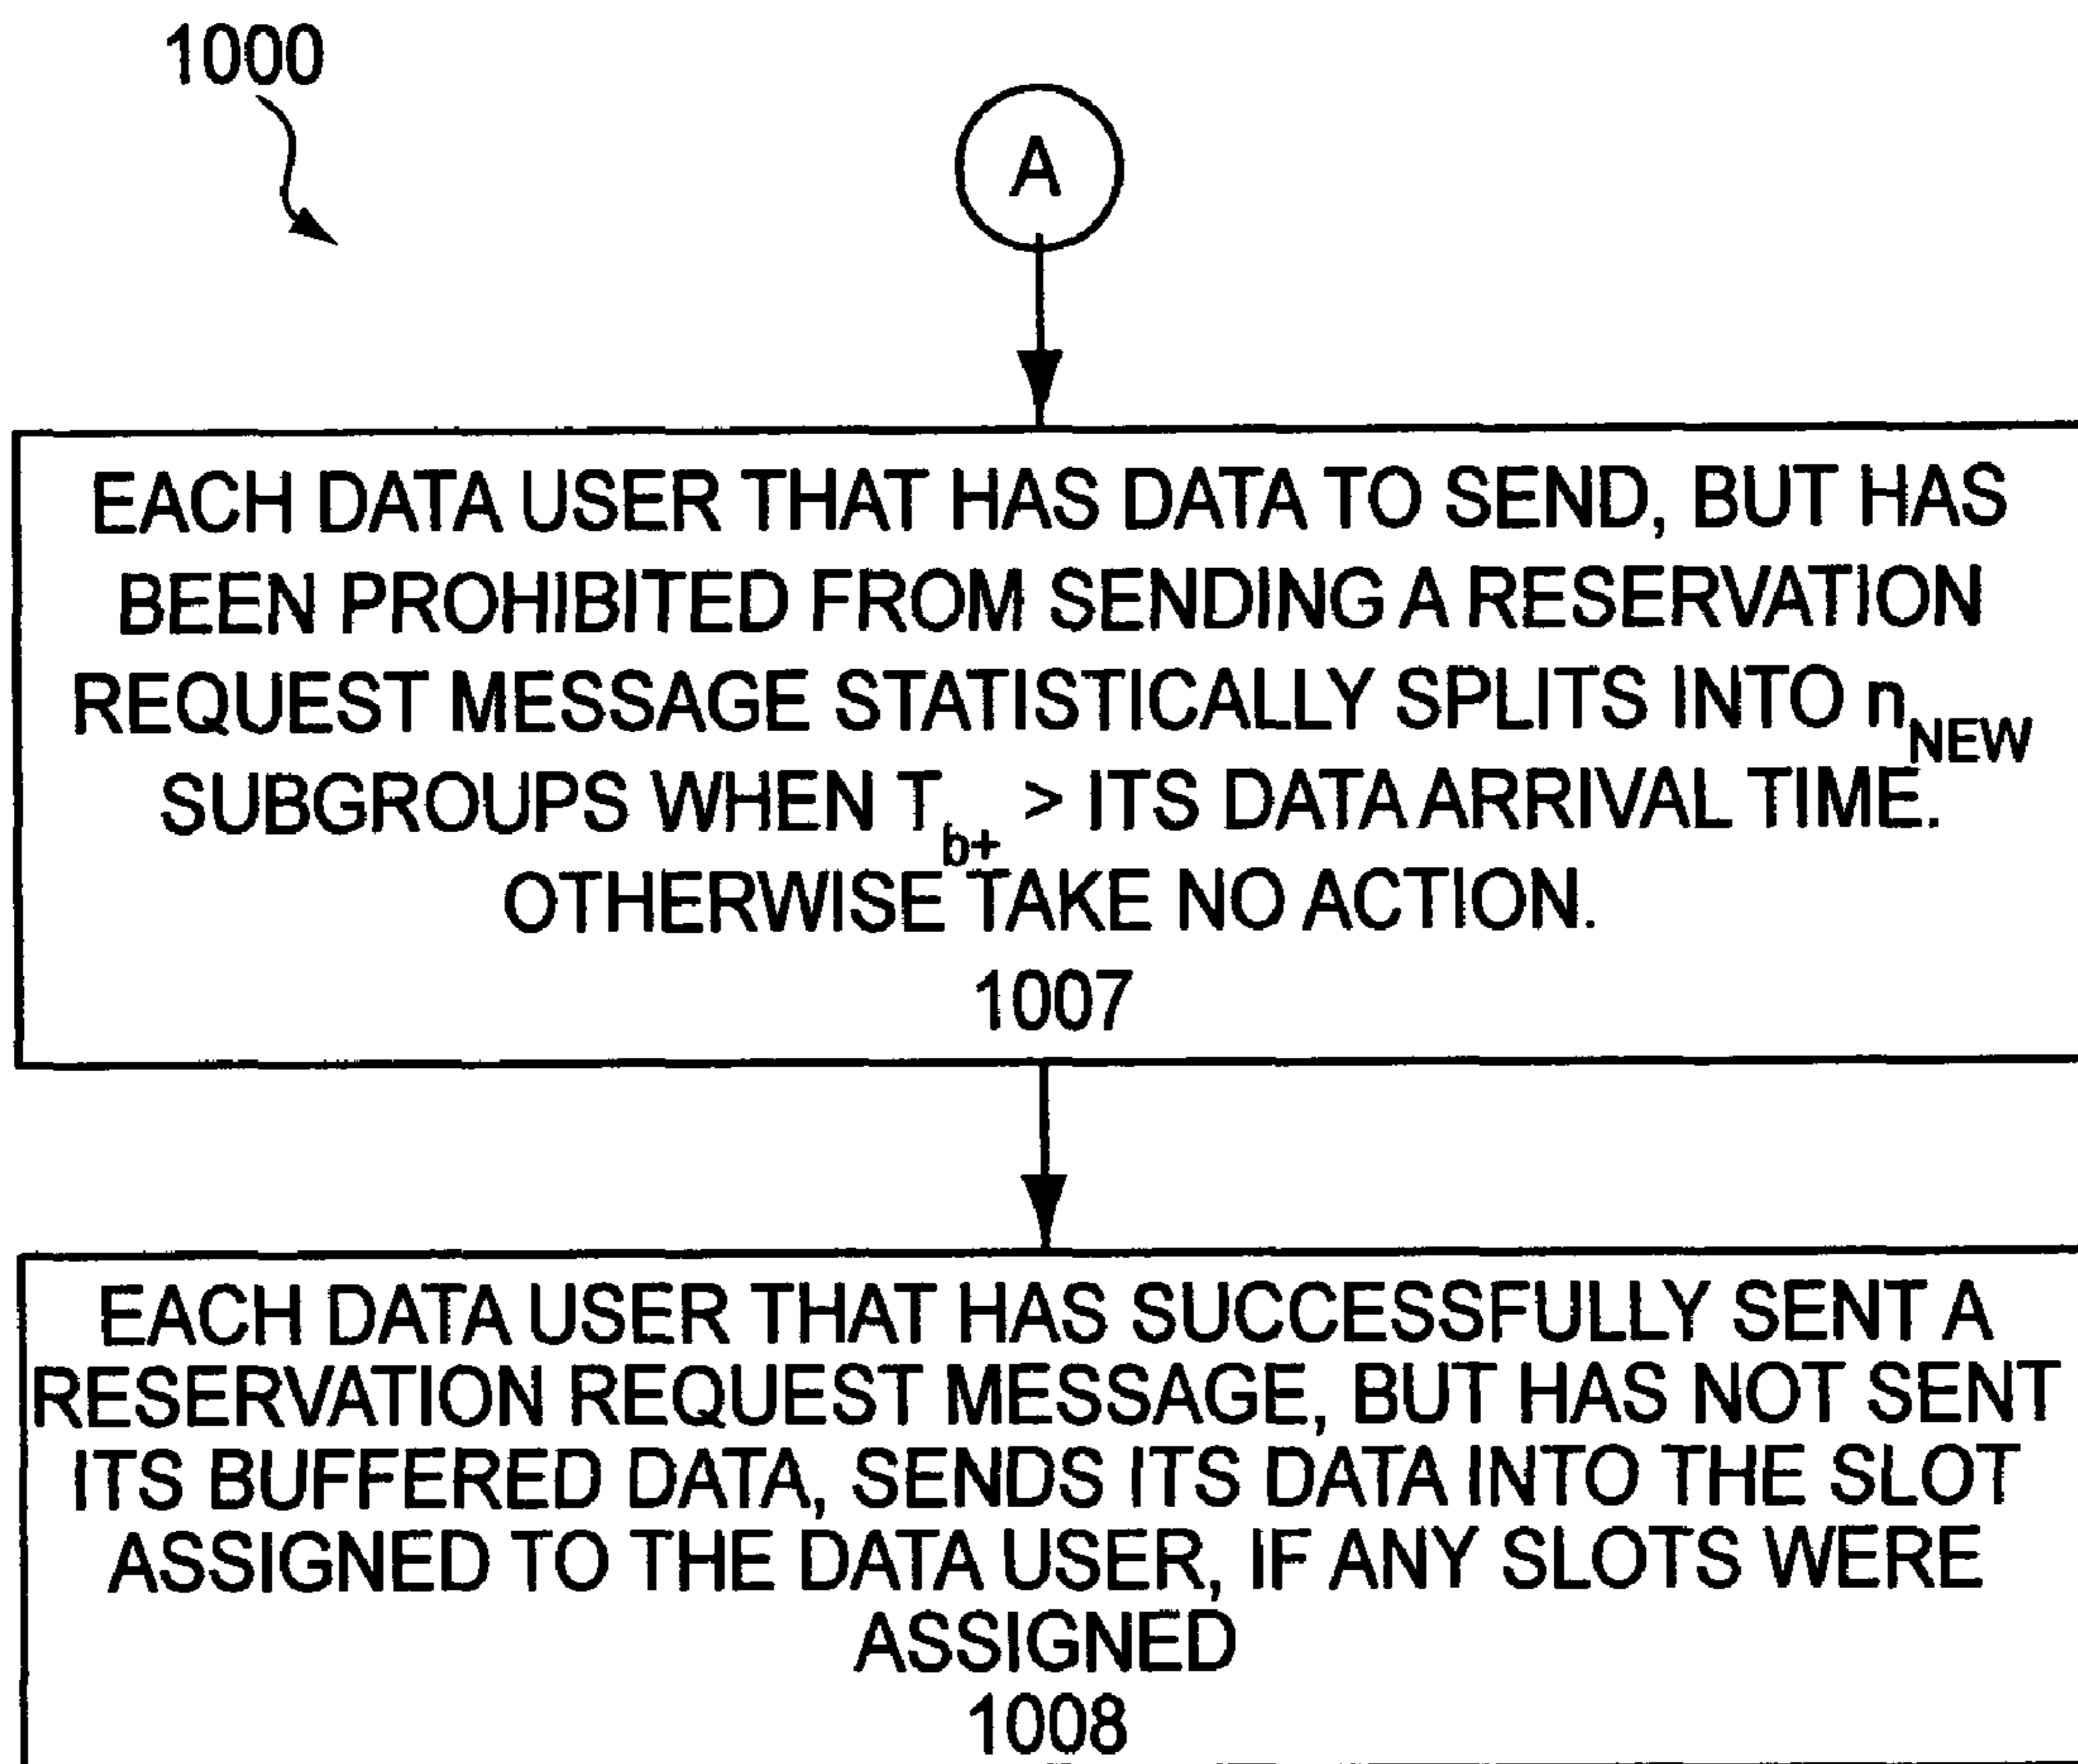 1000
A
EACH DATA USER THAT HAS DATA TO SEND, BUT HAS
BEEN PROHIBITED FROM SENDING A RESERVATION
REQUEST MESSAGE STATISTICALLY SPLITS INTO nNEW
SUBGROUPS WHEN Tb+ > ITS DATA ARRIVAL TIME.
OTHERWISE TAKE NO ACTION.
1007
EACH DATA USER THAT HAS SUCCESSFULLY SENT A
RESERVATION REQUEST MESSAGE, BUT HAS NOT SENT
ITS BUFFERED DATA, SENDS ITS DATA INTO THE SLOT
ASSIGNED TO THE DATA USER, IF ANY SLOTS WERE
ASSIGNED
1008